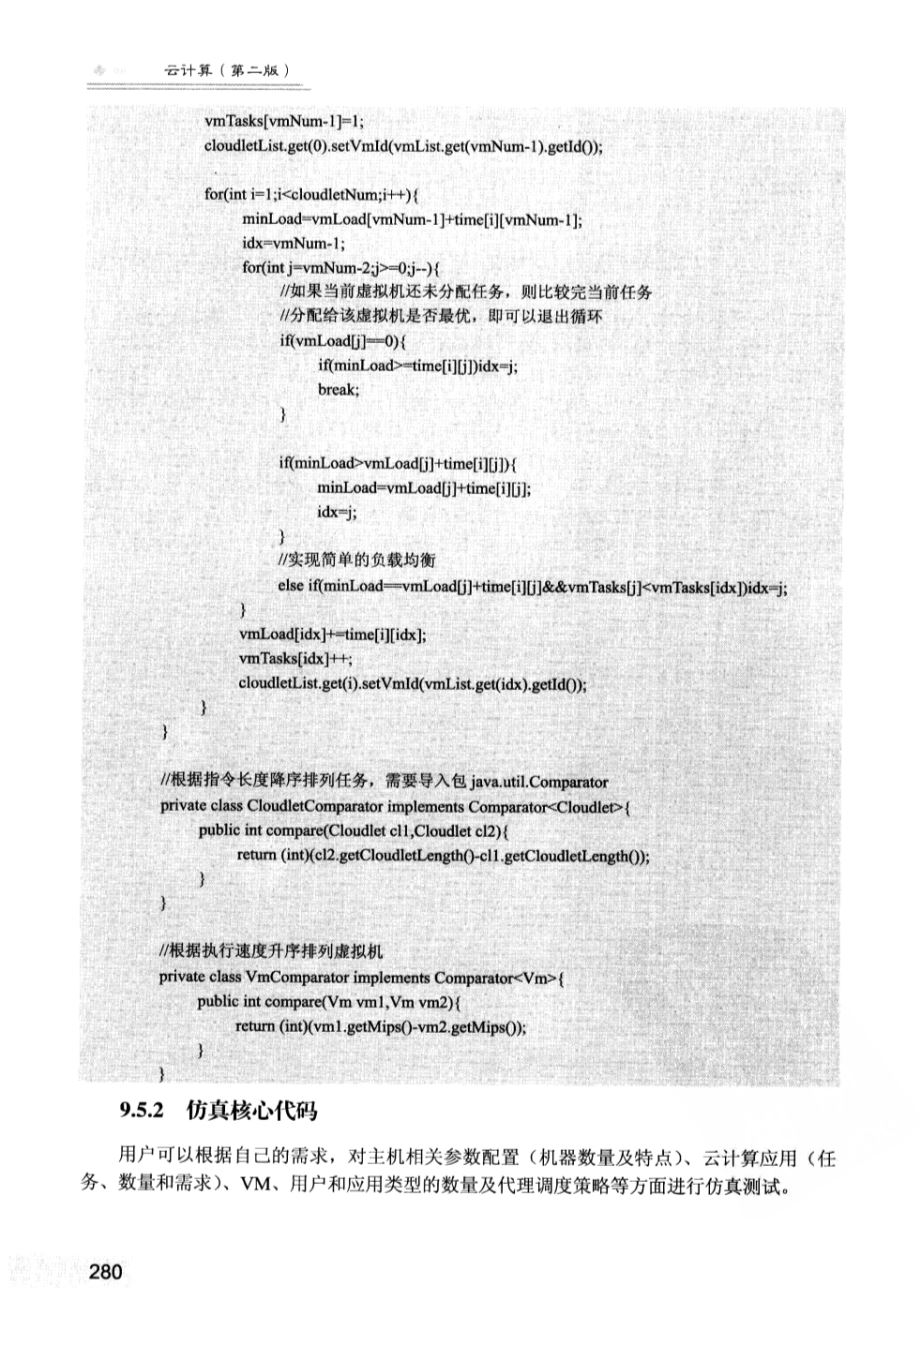 云计算（第二版）
vmTasks[vmNum-1]=1;
cloudletList.get(0).setVmId(vmList.get(vmNum-1).getId());
for(int i=1;i<cloudletNum;i++){
minLoad=vmLoad[vmNum-1]+time[i][vmNum-1];
idx=vmNum-1;
for(int j=vmNum-2;j>=0;j--){
//如果当前虚拟机还未分配任务，则比较完当前任务
//分配给该虚拟机是否最优，即可以退出循环
if(vmLoad[j]==0){
if(minLoad>=time[i][j])idx=j;
break;
}
if(minLoad>vmLoad[j]+time[i][j]){
minLoad=vmLoad[j]+time[i][j];
idx=j;
}
//实现简单的负载均衡
else if(minLoad==vmLoad[j]+time[i][j]&&vmTasks[j]<vmTasks[idx])idx=j;
}
vmLoad[idx]+=time[i][idx];
vmTasks[idx]++;
cloudletList.get(i).setVmId(vmList.get(idx).getId());
}
}
//根据指令长度降序排列任务，需要导入包 java.util.Comparator
private class CloudletComparator implements Comparator<Cloudlet>{
public int compare(Cloudlet cl1,Cloudlet cl2){
return (int)(cl2.getCloudletLength()-cl1.getCloudletLength());
}
}
//根据执行速度升序排列虚拟机
private class VmComparator implements Comparator<Vm>{
public int compare(Vm vm1,Vm vm2){
return (int)(vm1.getMips()-vm2.getMips());
}
}
9.5.2 仿真核心代码
用户可以根据自己的需求，对主机相关参数配置（机器数量及特点）、云计算应用（任
务、数量和需求）、VM、用户和应用类型的数量及代理调度策略等方面进行仿真测试。
280